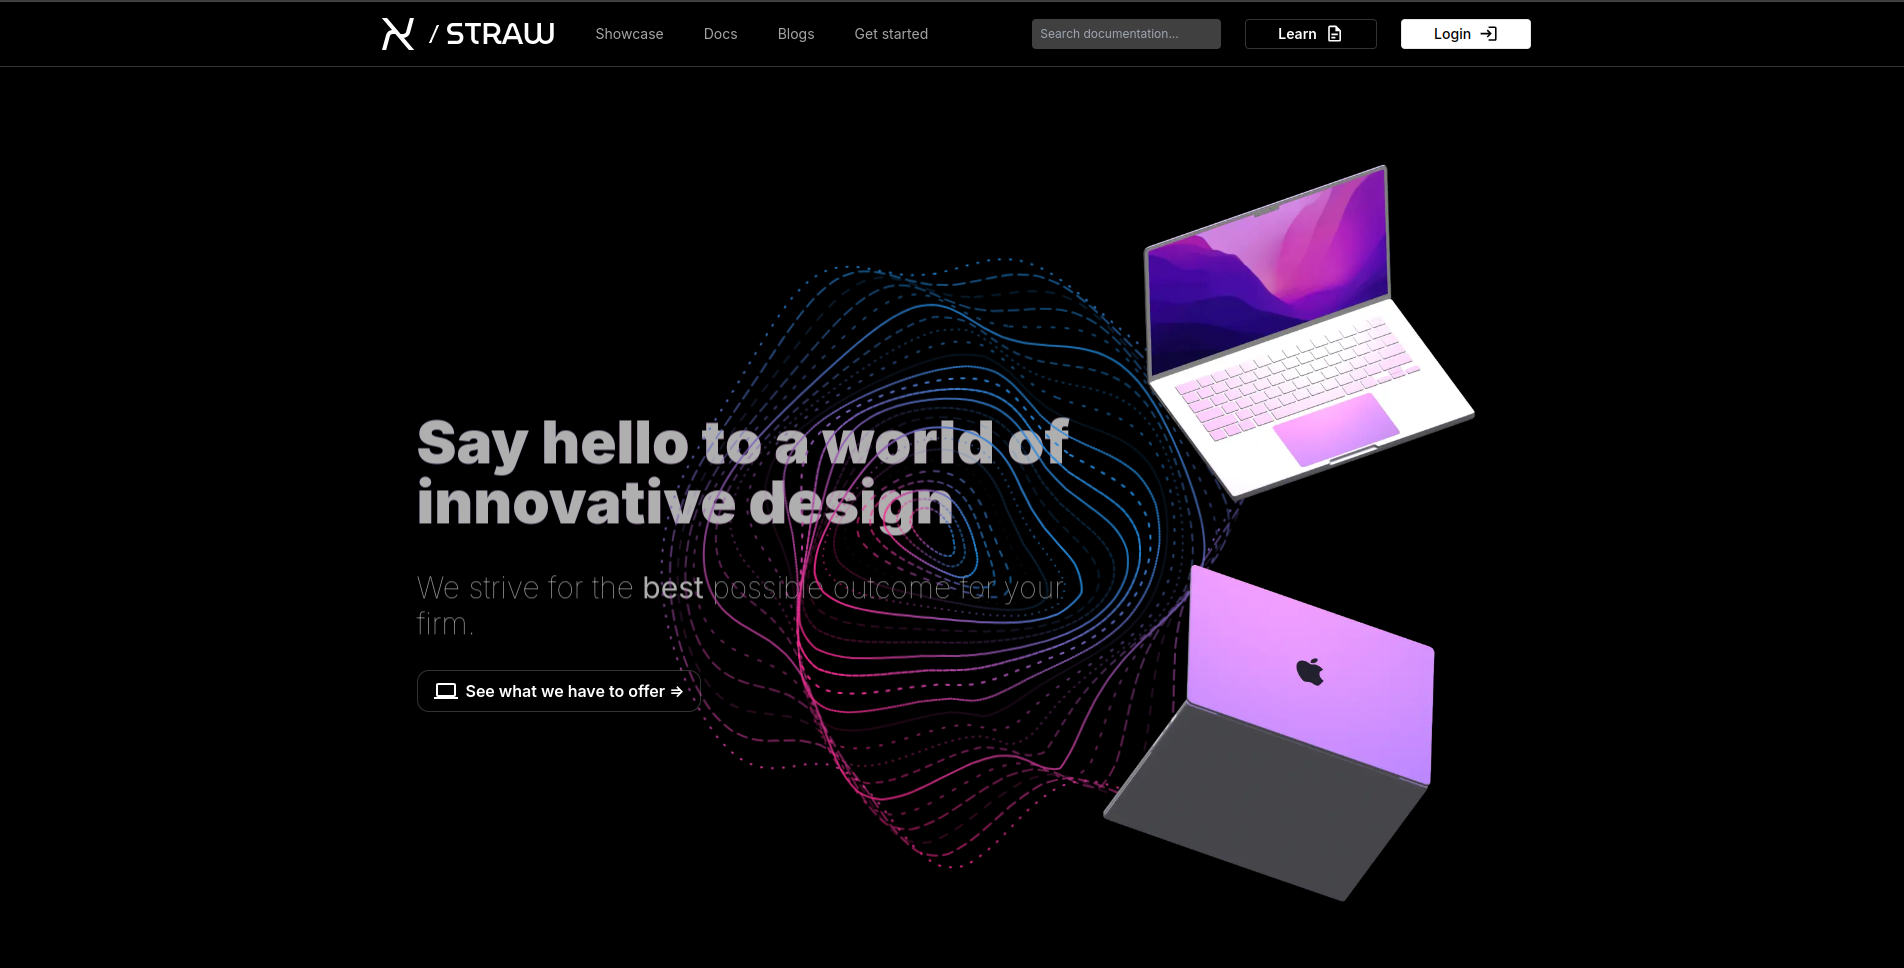 / STRAW
Showcase
Docs
Blogs
Get started
Search documentation...
Learn
Login
Say hello to a world of
innovative design
We strive for the best possible outcome for your
firm.
See what we have to offer →